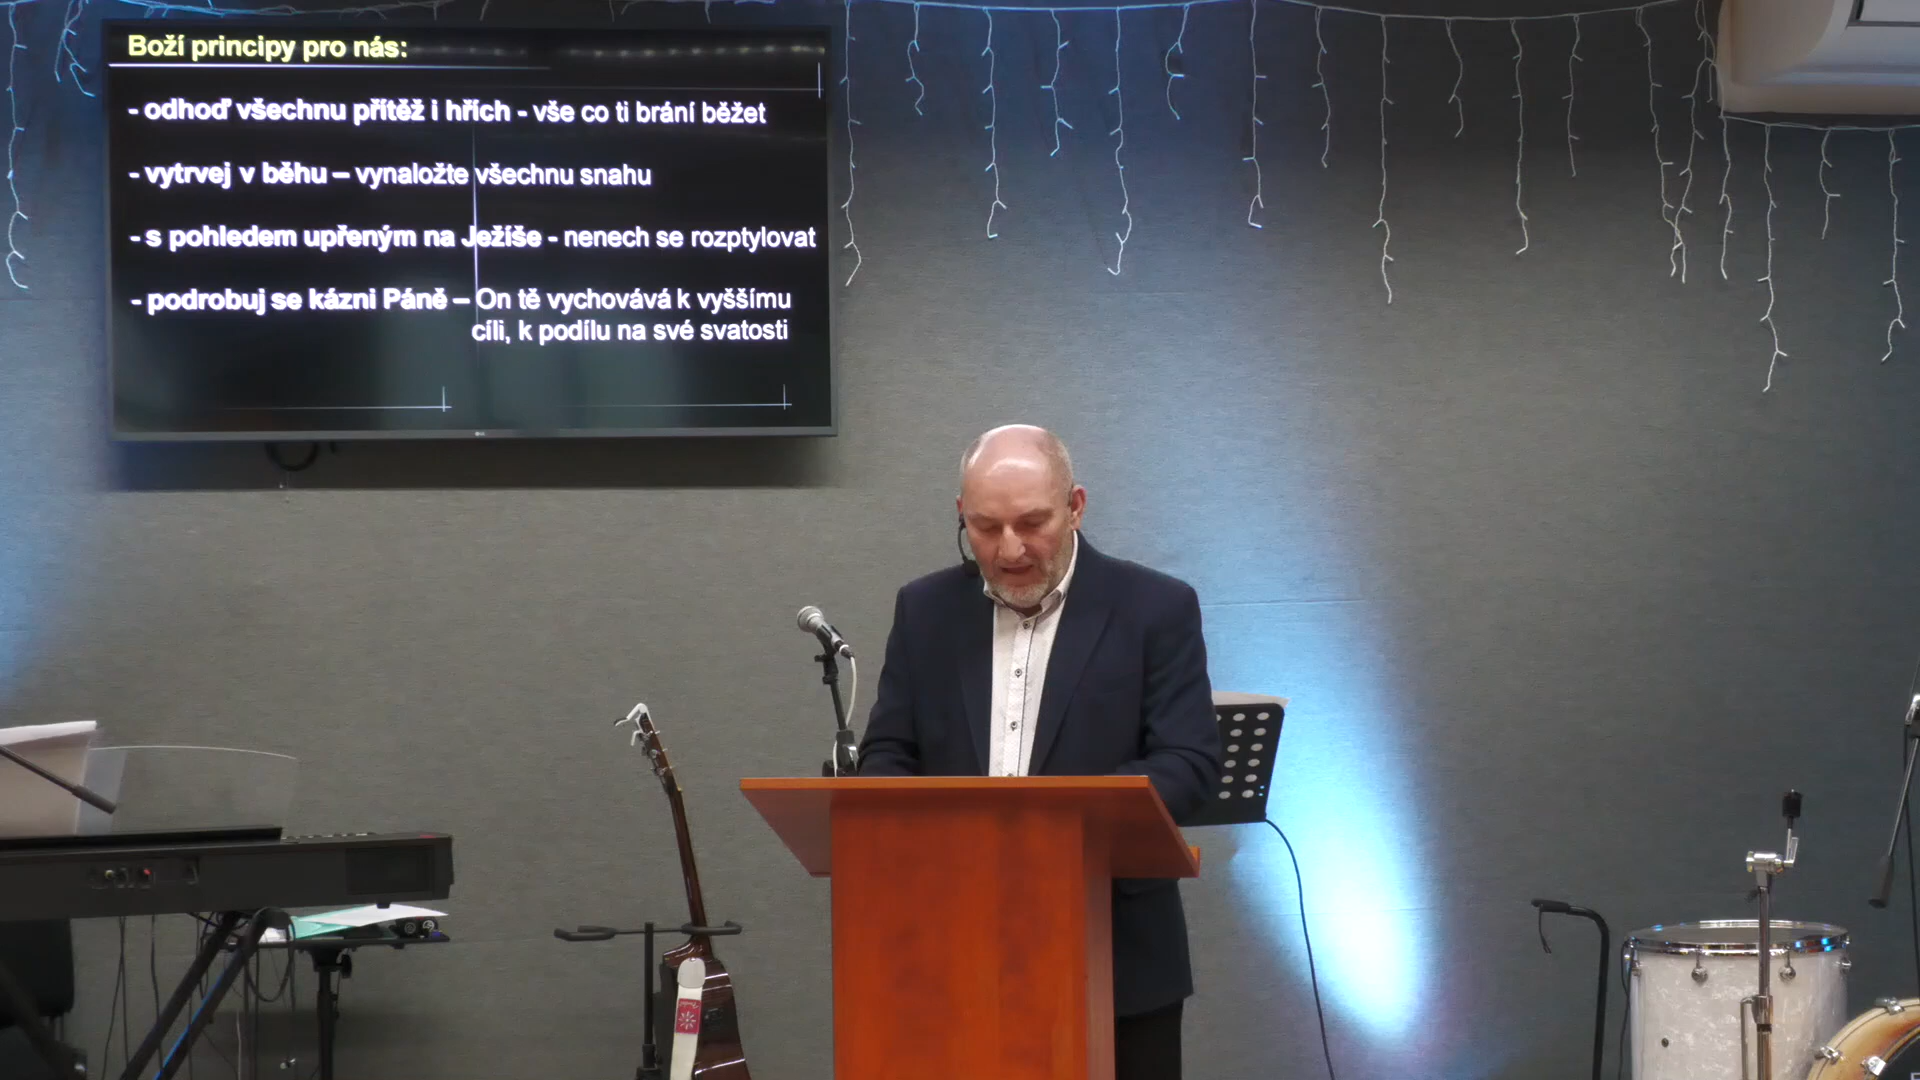 Boží principy pro nás:
- odhoď všechnu přítěž i hřích - vše co ti brání běžet
- vytrvej v běhu – vynaložte všechnu snahu
- s pohledem upřeným na Ježíše - nenech se rozptylovat
- podrobuj se kázni Páně – On tě vychovává k vyššímu
cíli, k podílu na své svatosti